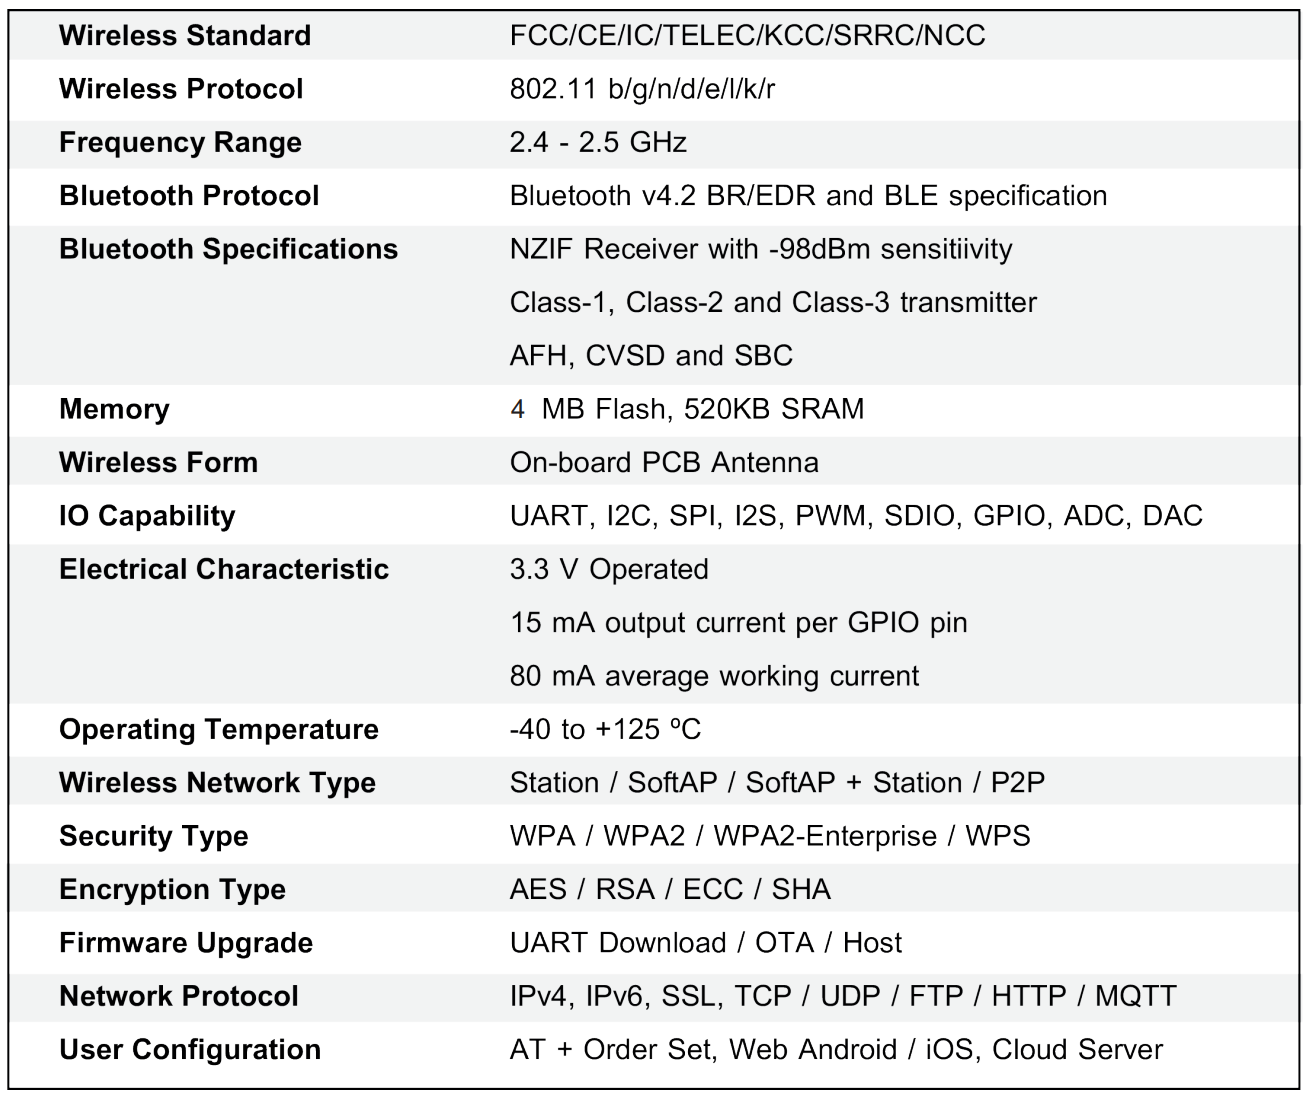 Wireless Standard FCC/CE/IC/TELEC/KCC/SRRC/NCC
Wireless Protocol 802.11 b/g/n/d/e/l/k/r
Frequency Range 2.4 - 2.5 GHz
Bluetooth Protocol Bluetooth v4.2 BR/EDR and BLE specification
Bluetooth Specifications NZIF Receiver with -98dBm sensitiivity
Class-1, Class-2 and Class-3 transmitter
AFH, CVSD and SBC
Memory 4 MB Flash, 520KB SRAM
Wireless Form On-board PCB Antenna
IO Capability UART, I2C, SPI, I2S, PWM, SDIO, GPIO, ADC, DAC
Electrical Characteristic 3.3 V Operated
15 mA output current per GPIO pin
80 mA average working current
Operating Temperature -40 to +125 ºC
Wireless Network Type Station / SoftAP / SoftAP + Station / P2P
Security Type WPA / WPA2 / WPA2-Enterprise / WPS
Encryption Type AES / RSA / ECC / SHA
Firmware Upgrade UART Download / OTA / Host
Network Protocol IPv4, IPv6, SSL, TCP / UDP / FTP / HTTP / MQTT
User Configuration AT + Order Set, Web Android / iOS, Cloud Server